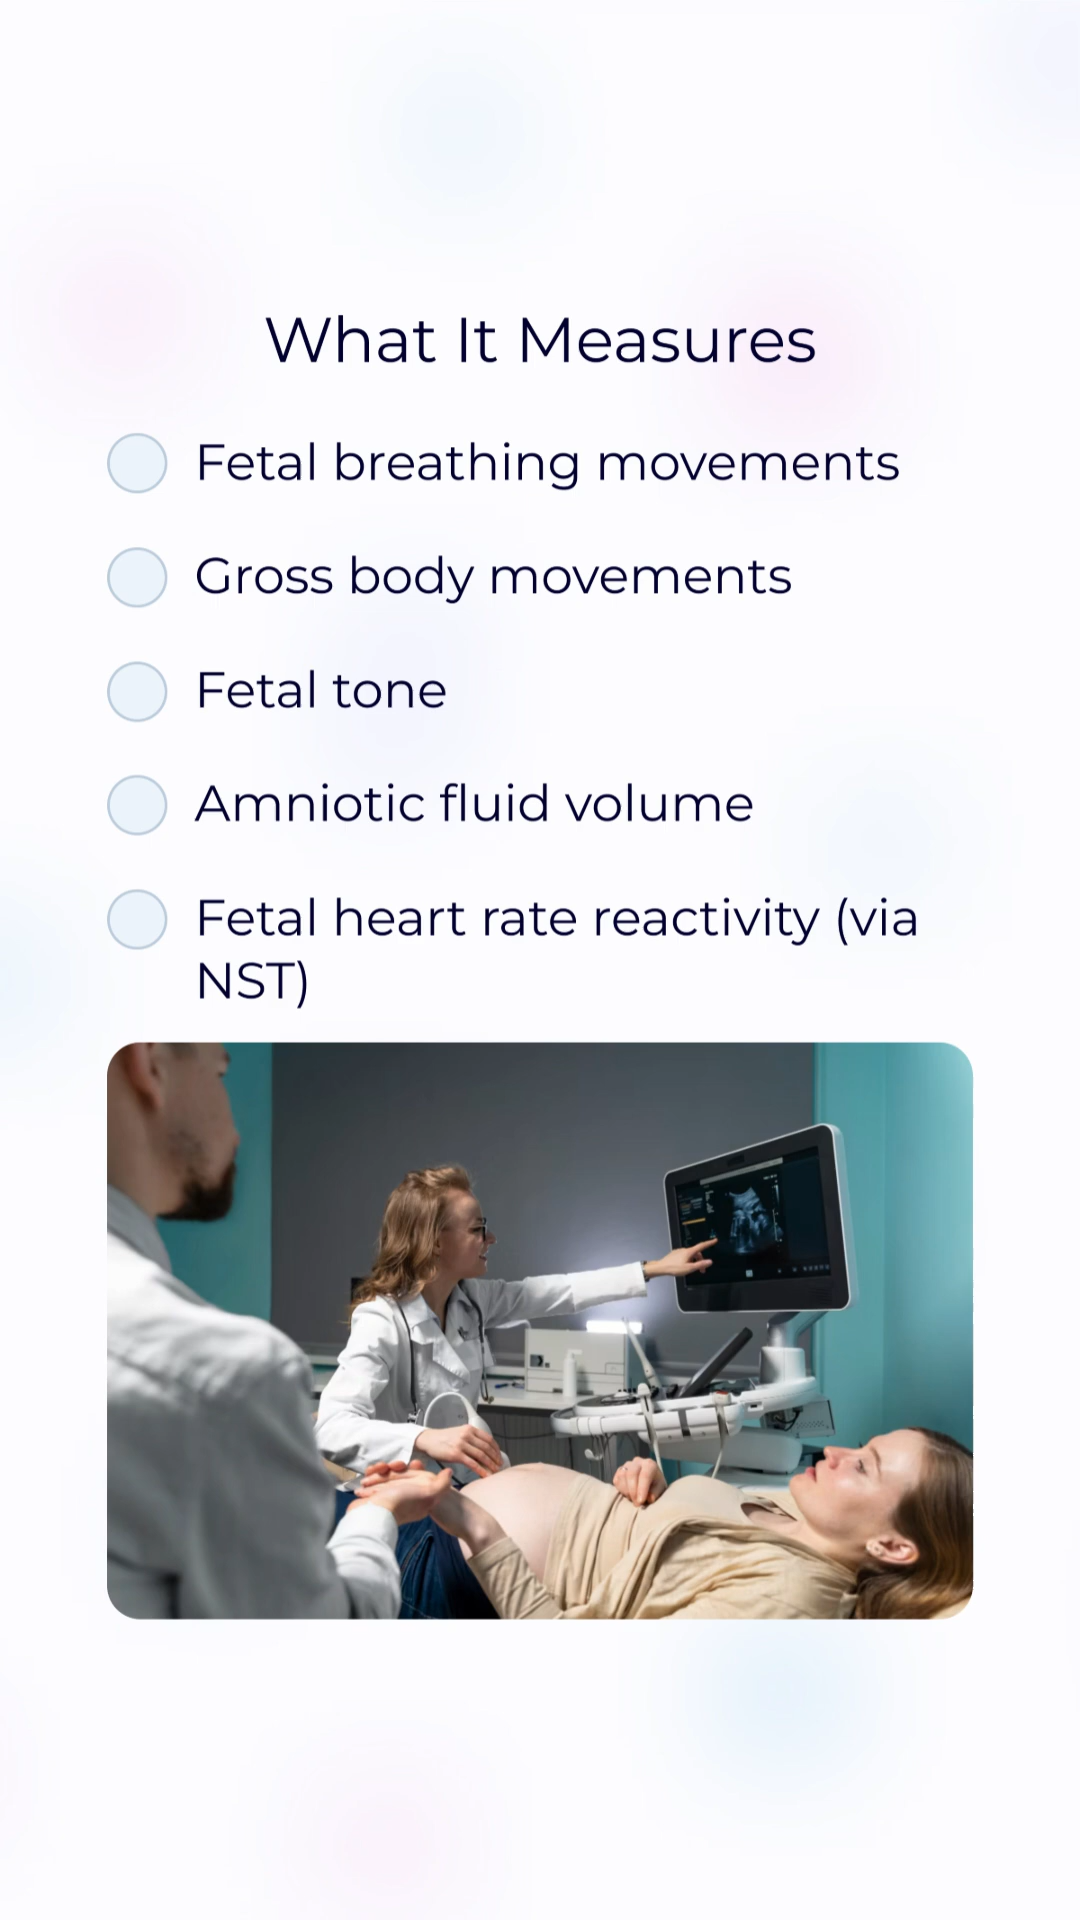 What It Measures
Fetal breathing movements
Gross body movements
Fetal tone
Amniotic fluid volume
Fetal heart rate reactivity (via
NST)